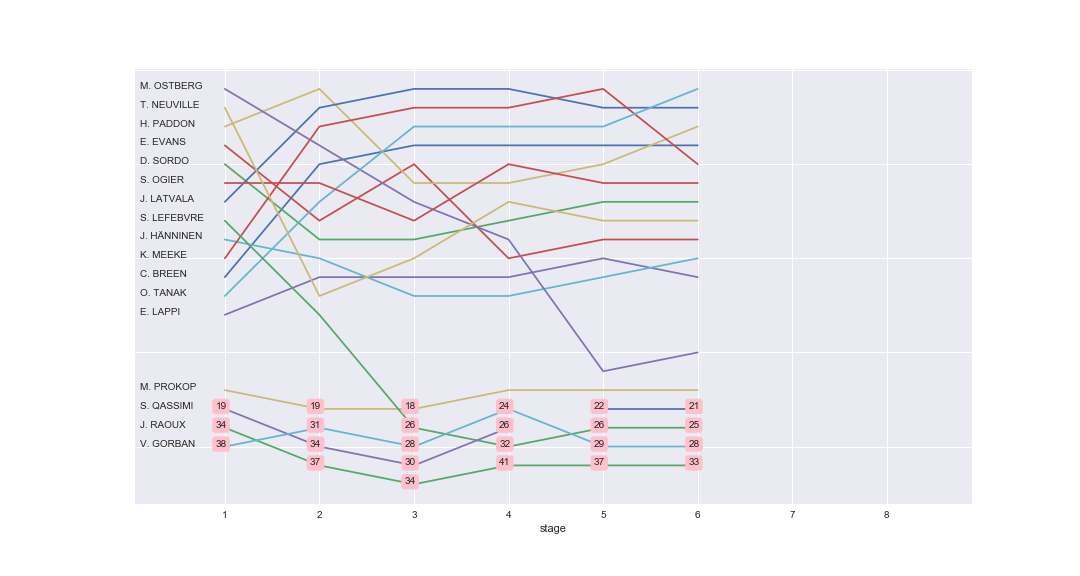 M. OSTBERG
T. NEUVILLE
H. PADDON
E. EVANS
D. SORDO
S. OGIER
J. LATVALA
S. LEFEBVRE
J. HÄNNINEN
K. MEEKE
C. BREEN
O. TANAK
E. LAPPI
M. PROKOP
S. QASSIMI 19 19 18 24 22 21
J. RAOUX 34 31 26 26 26 25
V. GORBAN 38 34 28 32 29 28
37 30 41 37 33
34
1 2 3 4 5 6 7 8
stage